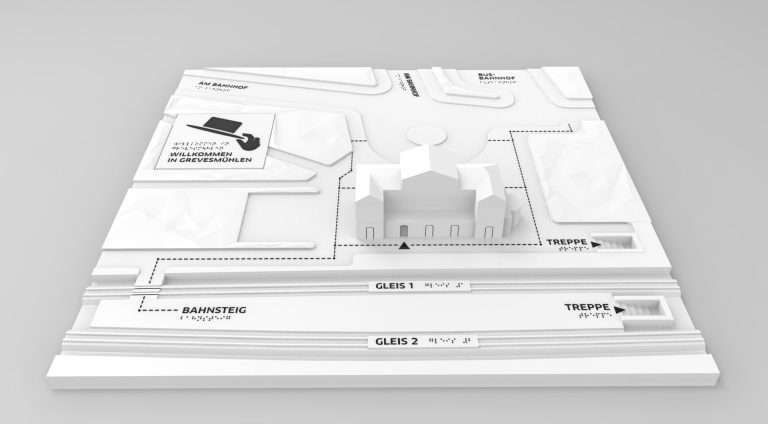 AM BAHNHOF
AM BAHNHOF
BUS-
BAHNHOF
WILLKOMMEN
IN GREVESMÜHLEN
TREPPE
GLEIS 1
BAHNSTEIG
TREPPE
GLEIS 2